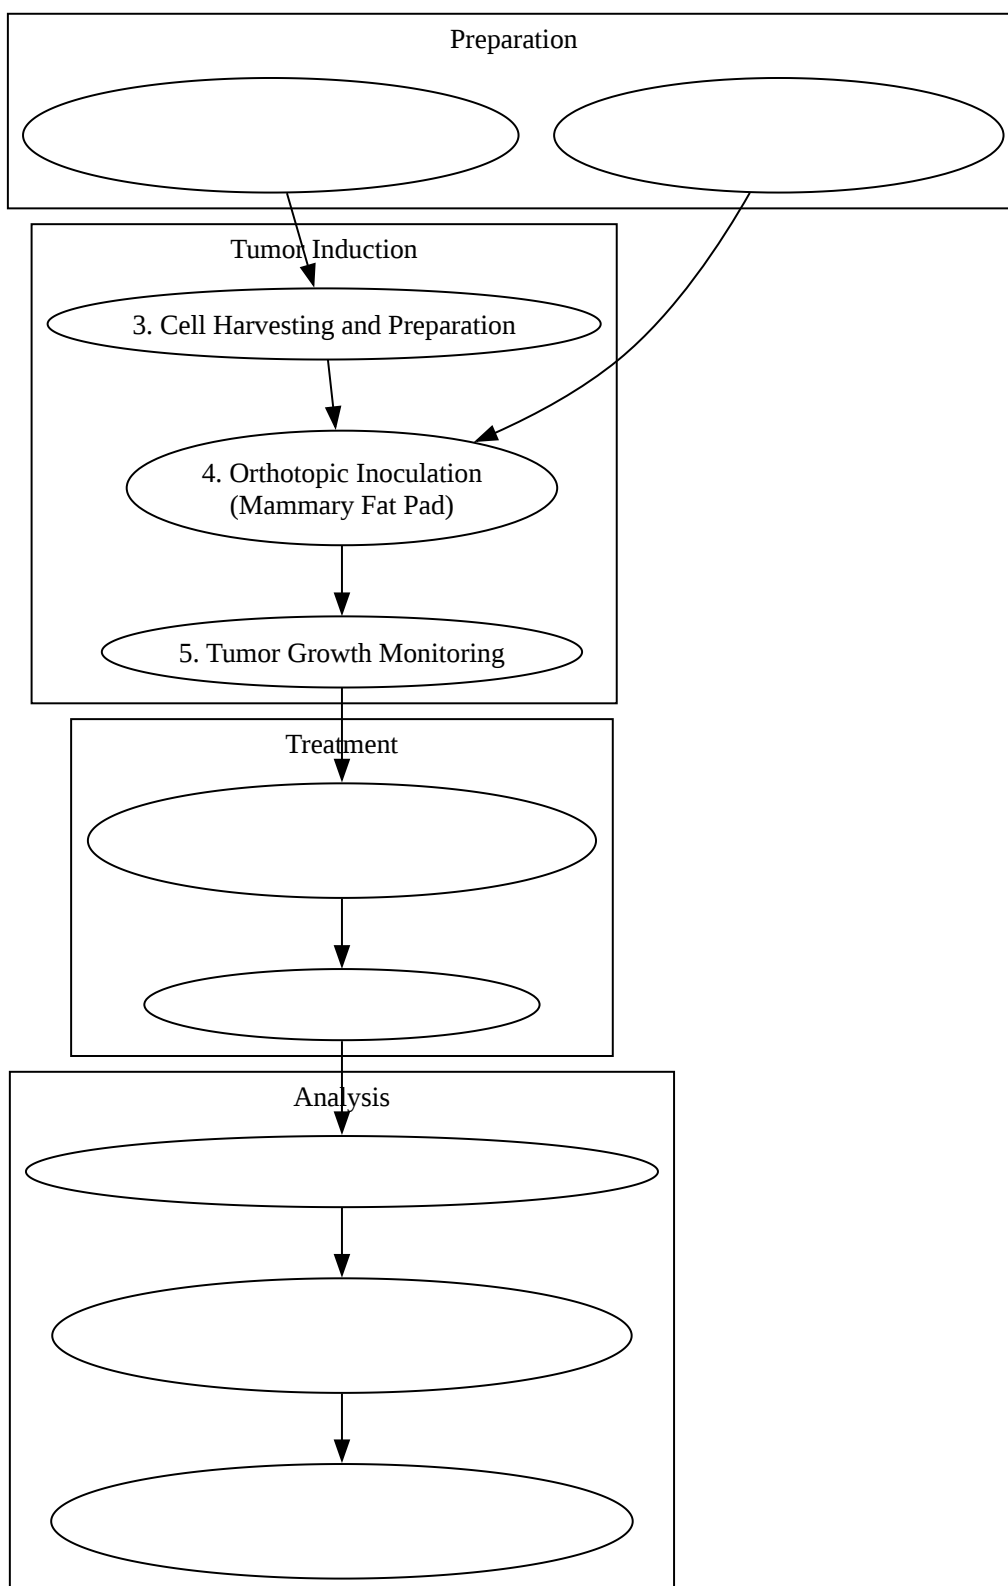 Preparation
Tumor Induction
3. Cell Harvesting and Preparation
4. Orthotopic Inoculation
(Mammary Fat Pad)
5. Tumor Growth Monitoring
Treatment
Analysis